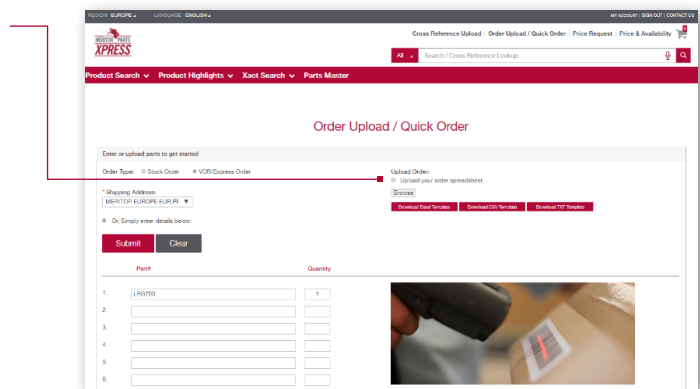 REGION EUROPE LANGUAGE ENGLISH MY ACCOUNT | SIGN OUT | CONTACT US
MERITOR PARTS
XPRESS
Cross Reference Upload | Order Upload / Quick Order | Price Request | Price & Availability
All Search / Cross Reference Lookup
Product Search Product Highlights Xact Search Parts Master
Order Upload / Quick Order
Enter or upload parts to get started
Order Type: Stock Order VOR/Express Order
Upload Order:
Upload your order spreadsheet
* Shipping Address:
Browse
MERITOR EUROPE EUR PF
Download Excel Template Download CSV Template Download TXT Template
Or, Simply enter details below:
Submit Clear
Part# Quantity
1. LRG700 1
2.
3.
4.
5.
6.